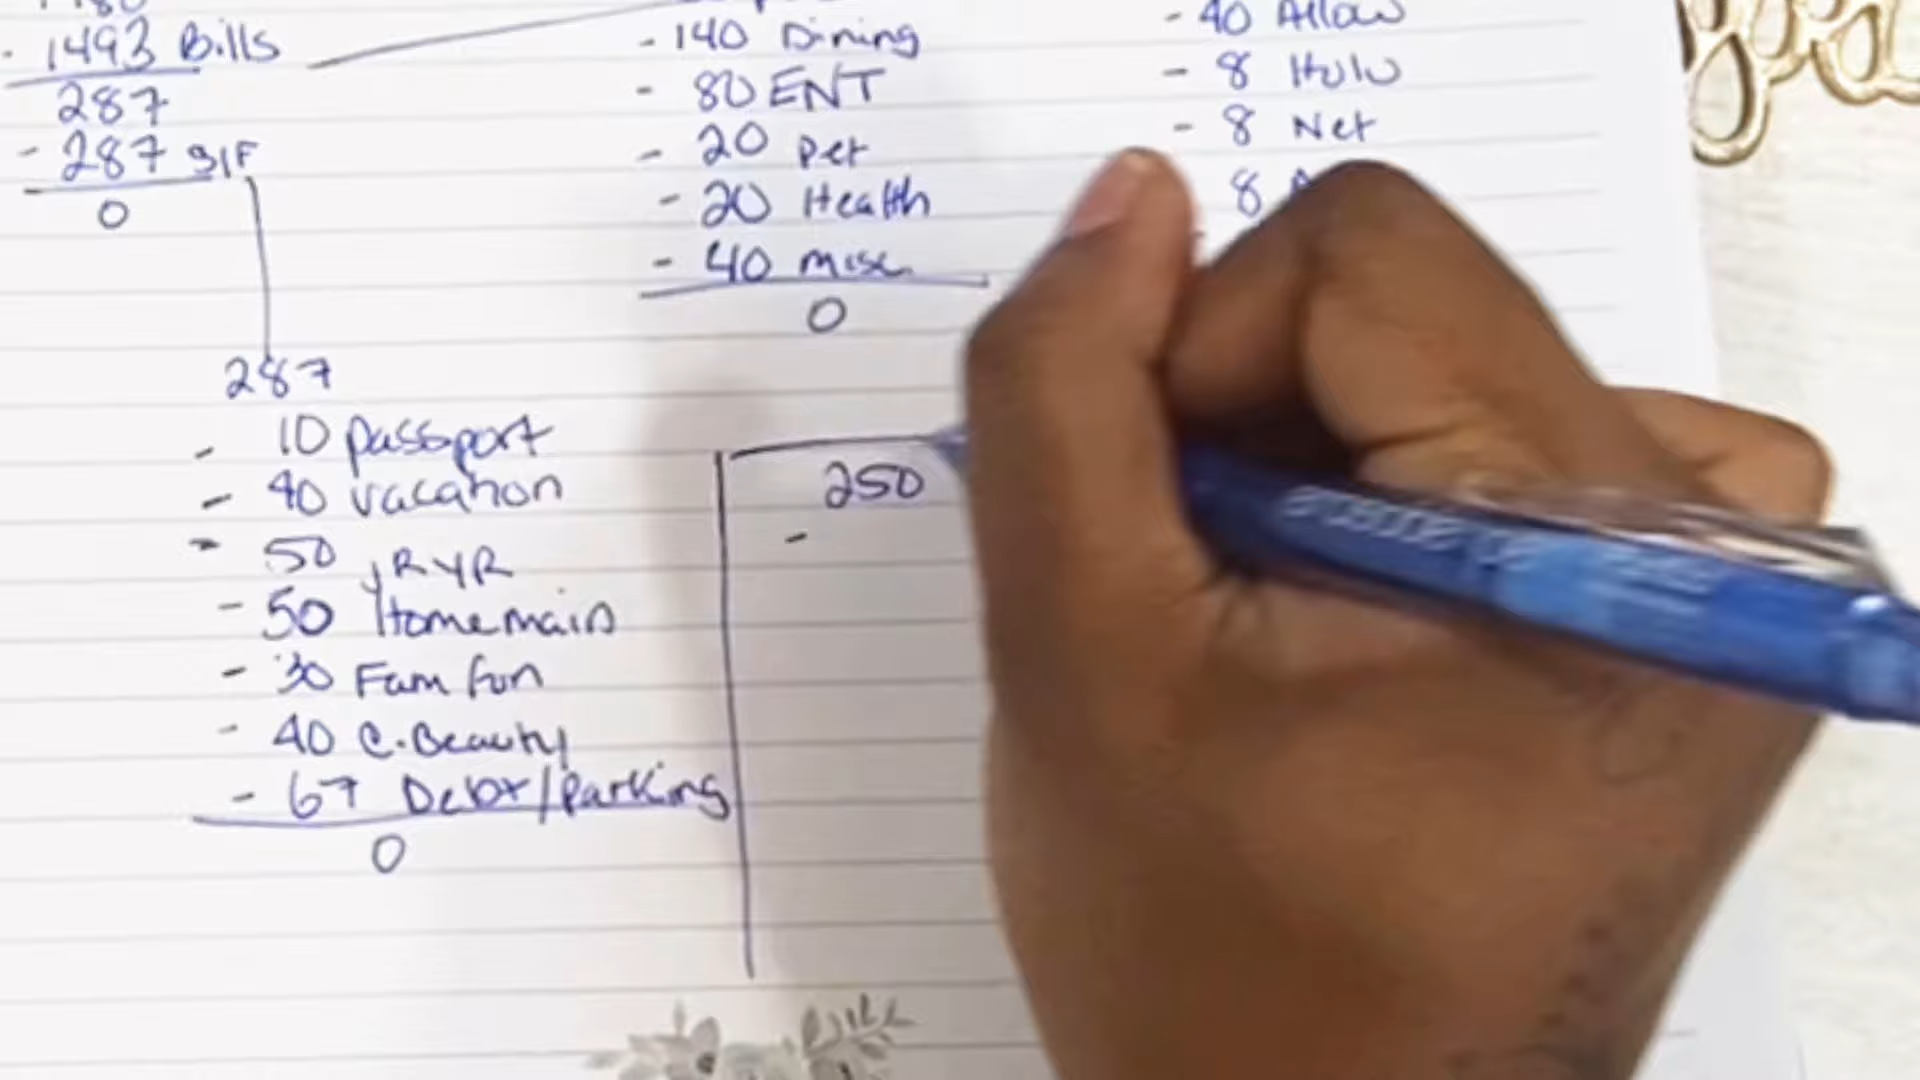 - 1493 Bills
287
- 287 S/F
0
287
- 10 passport
- 40 vacation
- 50 YRYR
- 50 Home main
- 30 Fam fun
- 40 C. Beauty
- 67 Debt/Parking
0
- 140 Dining
- 80 ENT
- 20 pet
- 20 Health
- 40 misc.
0
- 40 Allow
- 8 Hulu
- 8 Net
8
250
-